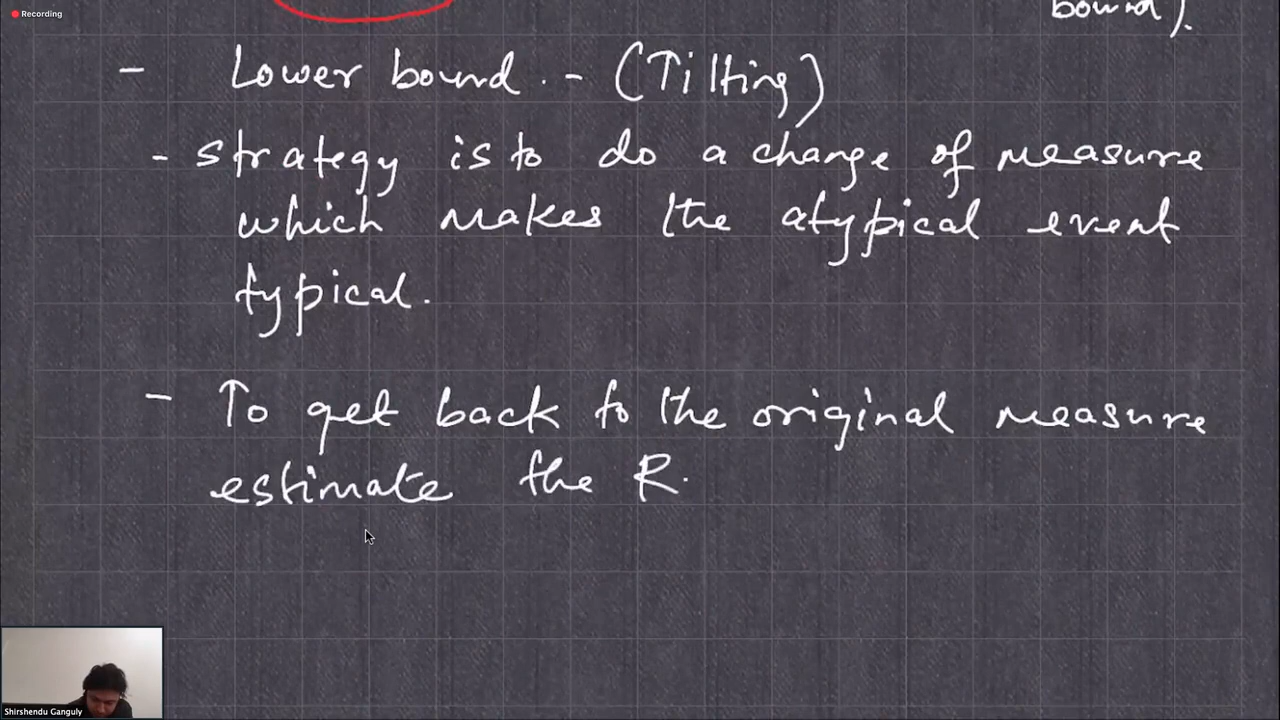 Recording
bound).
- Lower bound. - (Tilting)
- strategy is to do a change of measure
which makes the atypical event
typical.
- To get back to the original measure
estimate the R.
Shirshendu Ganguly